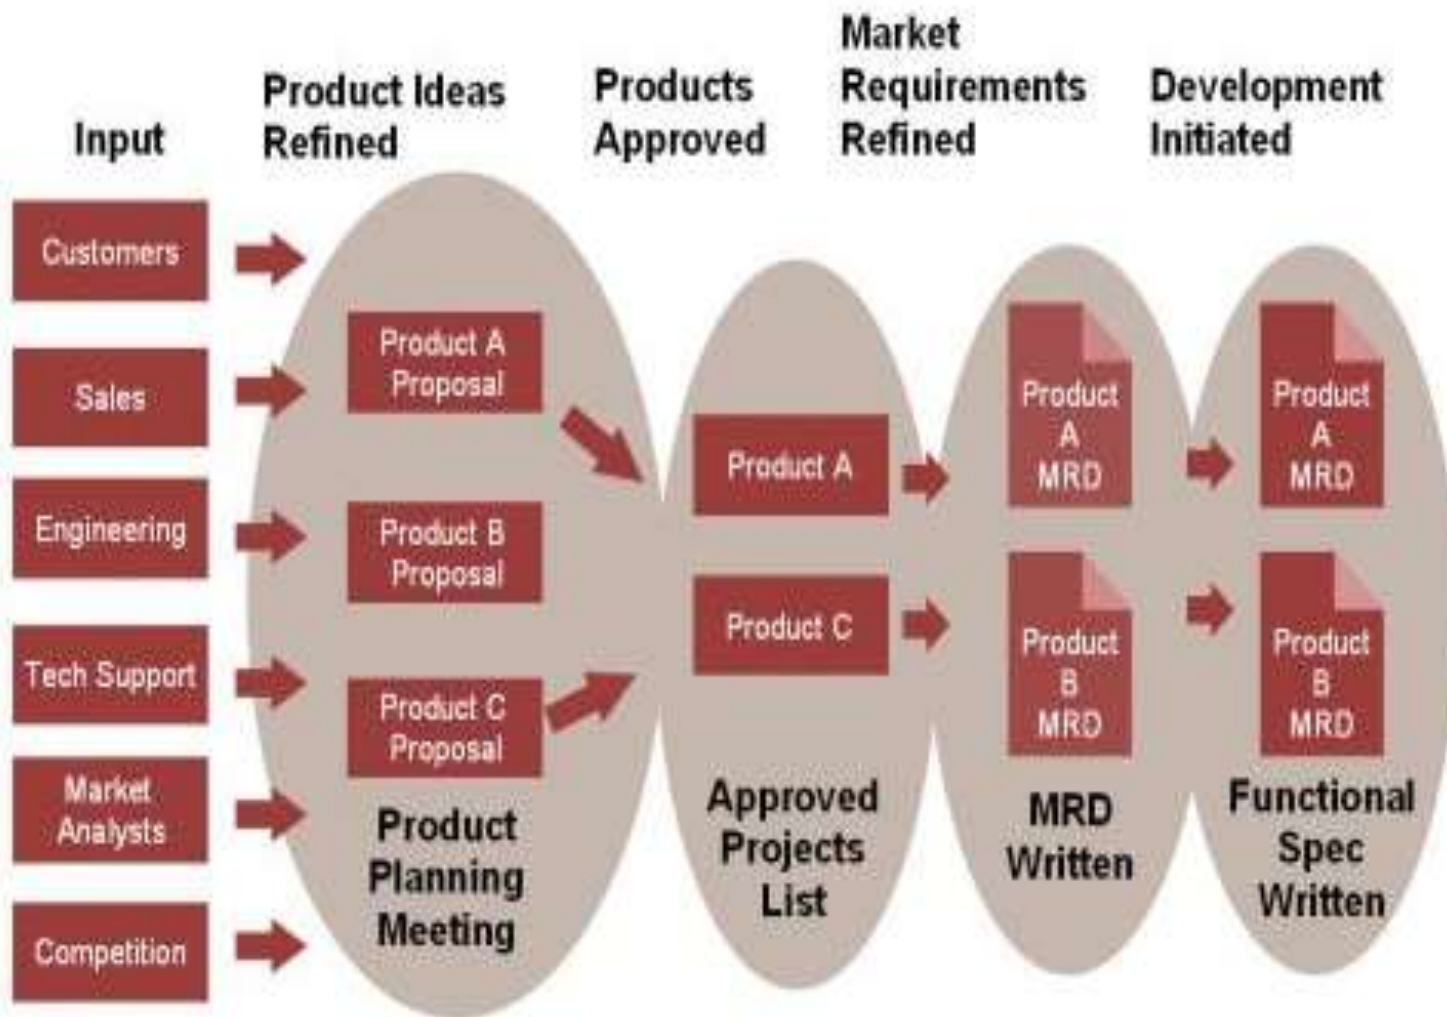 Input
Product Ideas
Refined
Products
Approved
Market
Requirements
Refined
Development
Initiated
Customers
Sales
Engineering
Tech Support
Market
Analysts
Competition
Product A
Proposal
Product B
Proposal
Product C
Proposal
Product
Planning
Meeting
Product A
Product C
Approved
Projects
List
Product
A
MRD
Product
B
MRD
MRD
Written
Product
A
MRD
Product
B
MRD
Functional
Spec
Written